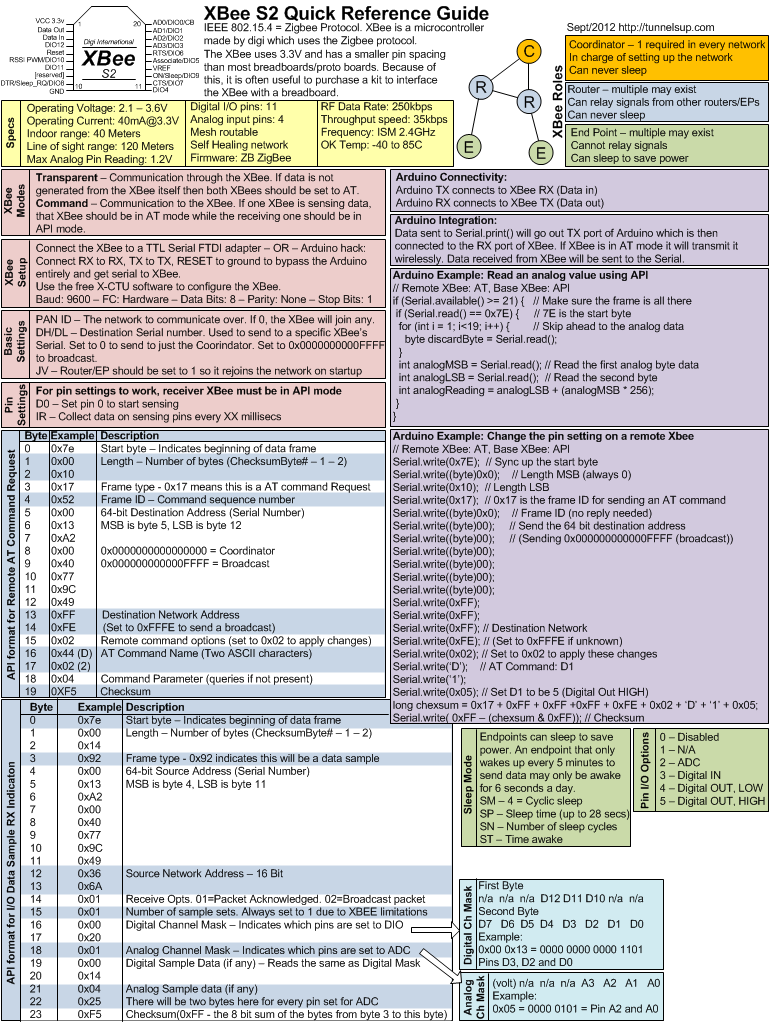 XBee S2 Quick Reference Guide
IEEE 802.15.4 = Zigbee Protocol. XBee is a microcontroller
made by digi which uses the Zigbee protocol.
The XBee uses 3.3V and has a smaller pin spacing
than most breadboards/proto boards. Because of
this, it is often useful to purchase a kit to interface
the XBee with a breadboard.
VCC 3.3v
Data Out
Data In
DIO12
Reset
RSSI PWM/DIO10
DIO11
[reserved]
DTR/Sleep_RQ/DIO8
GND
1
20
Digi International
XBee
S2
10
11
AD0/DIO0/CB
AD1/DIO1
AD2/DIO2
AD3/DIO3
RTS/DIO6
Associate/DIO5
VREF
ON/Sleep/DIO9
CTS/DIO7
DIO4
C
R
R
E
E
Sept/2012 http://tunnelsup.com
XBee Roles
Coordinator – 1 required in every network
In charge of setting up the network
Can never sleep
Router – multiple may exist
Can relay signals from other routers/EPs
Can never sleep
End Point – multiple may exist
Cannot relay signals
Can sleep to save power
Specs
Operating Voltage: 2.1 – 3.6V
Operating Current: 40mA@3.3V
Indoor range: 40 Meters
Line of sight range: 120 Meters
Max Analog Pin Reading: 1.2V
Digital I/O pins: 11
Analog input pins: 4
Mesh routable
Self Healing network
Firmware: ZB ZigBee
RF Data Rate: 250kbps
Throughput speed: 35kbps
Frequency: ISM 2.4GHz
OK Temp: -40 to 85C
XBee Modes
Transparent – Communication through the XBee. If data is not
generated from the XBee itself then both XBees should be set to AT.
Command – Communication to the XBee. If one XBee is sensing data,
that XBee should be in AT mode while the receiving one should be in
API mode.
XBee Setup
Connect the XBee to a TTL Serial FTDI adapter – OR – Arduino hack:
Connect RX to RX, TX to TX, RESET to ground to bypass the Arduino
entirely and get serial to XBee.
Use the free X-CTU software to configure the XBee.
Baud: 9600 – FC: Hardware – Data Bits: 8 – Parity: None – Stop Bits: 1
Basic Settings
PAN ID – The network to communicate over. If 0, the XBee will join any.
DH/DL – Destination Serial number. Used to send to a specific XBee's
Serial. Set to 0 to send to just the Coorindator. Set to 0x0000000000FFFF
to broadcast.
JV – Router/EP should be set to 1 so it rejoins the network on startup
Pin Settings
For pin settings to work, receiver XBee must be in API mode
D0 – Set pin 0 to start sensing
IR – Collect data on sensing pins every XX millisecs
Arduino Connectivity:
Arduino TX connects to XBee RX (Data in)
Arduino RX connects to XBee TX (Data out)
Arduino Integration:
Data sent to Serial.print() will go out TX port of Arduino which is then
connected to the RX port of XBee. If XBee is in AT mode it will transmit it
wirelessly. Data received from XBee will be sent to the Serial.
Arduino Example: Read an analog value using API
// Remote XBee: AT, Base XBee: API
if (Serial.available() >= 21) { // Make sure the frame is all there
if (Serial.read() == 0x7E) { // 7E is the start byte
for (int i = 1; i<19; i++) { // Skip ahead to the analog data
byte discardByte = Serial.read();
}
int analogMSB = Serial.read(); // Read the first analog byte data
int analogLSB = Serial.read(); // Read the second byte
int analogReading = analogLSB + (analogMSB * 256);
}
}
Arduino Example: Change the pin setting on a remote Xbee
// Remote XBee: AT, Base XBee: API
Serial.write(0x7E); // Sync up the start byte
Serial.write((byte)0x0); // Length MSB (always 0)
Serial.write(0x10); // Length LSB
Serial.write(0x17); // 0x17 is the frame ID for sending an AT command
Serial.write((byte)0x0); // Frame ID (no reply needed)
Serial.write((byte)00); // Send the 64 bit destination address
Serial.write((byte)00); // (Sending 0x000000000000FFFF (broadcast))
Serial.write((byte)00);
Serial.write((byte)00);
Serial.write((byte)00);
Serial.write((byte)00);
Serial.write(0xFF);
Serial.write(0xFF);
Serial.write(0xFF); // Destination Network
Serial.write(0xFE); // (Set to 0xFFFE if unknown)
Serial.write(0x02); // Set to 0x02 to apply these changes
Serial.write('D'); // AT Command: D1
Serial.write('1');
Serial.write(0x05); // Set D1 to be 5 (Digital Out HIGH)
long chexsum = 0x17 + 0xFF + 0xFF +0xFF + 0xFE + 0x02 + 'D' + '1' + 0x05;
Serial.write( 0xFF – (chexsum & 0xFF)); // Checksum
API format for Remote AT Command Request
Byte Example Description
0 0x7e Start byte – Indicates beginning of data frame
1 0x00 Length – Number of bytes (ChecksumByte# – 1 – 2)
2 0x10
3 0x17 Frame type - 0x17 means this is a AT command Request
4 0x52 Frame ID – Command sequence number
5 0x00 64-bit Destination Address (Serial Number)
6 0x13 MSB is byte 5, LSB is byte 12
7 0xA2
8 0x00 0x0000000000000000 = Coordinator
9 0x40 0x000000000000FFFF = Broadcast
10 0x77
11 0x9C
12 0x49
13 0xFF Destination Network Address
14 0xFE (Set to 0xFFFE to send a broadcast)
15 0x02 Remote command options (set to 0x02 to apply changes)
16 0x44 (D) AT Command Name (Two ASCII characters)
17 0x02 (2)
18 0x04 Command Parameter (queries if not present)
19 0XF5 Checksum
API format for I/O Data Sample RX Indicaton
Byte Example Description
0 0x7e Start byte – Indicates beginning of data frame
1 0x00 Length – Number of bytes (ChecksumByte# – 1 – 2)
2 0x14
3 0x92 Frame type - 0x92 indicates this will be a data sample
4 0x00 64-bit Source Address (Serial Number)
5 0x13 MSB is byte 4, LSB is byte 11
6 0xA2
7 0x00
8 0x40
9 0x77
10 0x9C
11 0x49
12 0x36 Source Network Address – 16 Bit
13 0x6A
14 0x01 Receive Opts. 01=Packet Acknowledged. 02=Broadcast packet
15 0x01 Number of sample sets. Always set to 1 due to XBEE limitations
16 0x00 Digital Channel Mask – Indicates which pins are set to DIO
17 0x20
18 0x01 Analog Channel Mask – Indicates which pins are set to ADC
19 0x00 Digital Sample Data (if any) – Reads the same as Digital Mask
20 0x14
21 0x04 Analog Sample data (if any)
22 0x25 There will be two bytes here for every pin set for ADC
23 0xF5 Checksum(0xFF - the 8 bit sum of the bytes from byte 3 to this byte)
Sleep Mode
Endpoints can sleep to save
power. An endpoint that only
wakes up every 5 minutes to
send data may only be awake
for 6 seconds a day.
SM – 4 = Cyclic sleep
SP – Sleep time (up to 28 secs)
SN – Number of sleep cycles
ST – Time awake
Pin I/O Options
0 – Disabled
1 – N/A
2 – ADC
3 – Digital IN
4 – Digital OUT, LOW
5 – Digital OUT, HIGH
Digital Ch Mask
First Byte
n/a n/a n/a D12 D11 D10 n/a n/a
Second Byte
D7 D6 D5 D4 D3 D2 D1 D0
Example:
0x00 0x13 = 0000 0000 0000 1101
Pins D3, D2 and D0
Analog Ch Mask
(volt) n/a n/a n/a A3 A2 A1 A0
Example:
0x05 = 0000 0101 = Pin A2 and A0